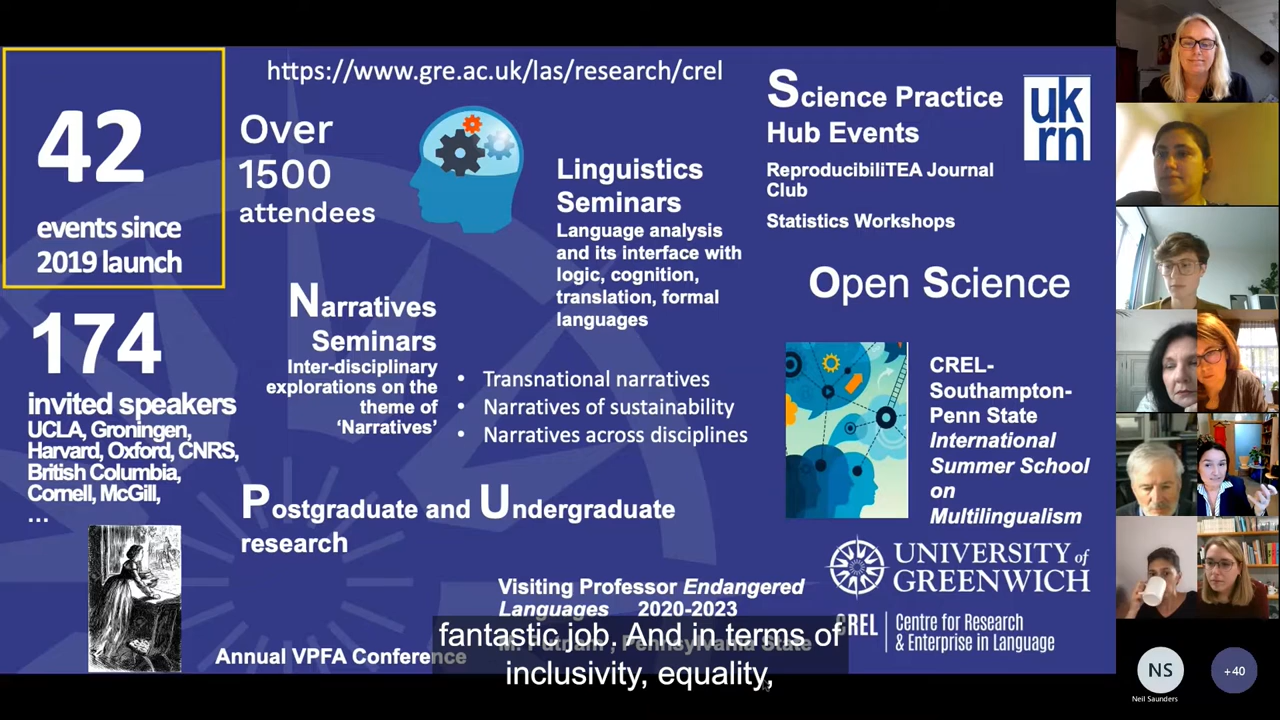 https://www.gre.ac.uk/las/research/crel
42
events since
2019 launch
Over
1500
attendees
174
invited speakers
UCLA, Groningen,
Harvard, Oxford, CNRS,
British Columbia,
Cornell, McGill,
...
Narratives
Seminars
Inter-disciplinary
explorations on the
theme of
‘Narratives’
• Transnational narratives
• Narratives of sustainability
• Narratives across disciplines
Linguistics
Seminars
Language analysis
and its interface with
logic, cognition,
translation, formal
languages
Science Practice
Hub Events
ReproducibiliTEA Journal
Club
Statistics Workshops
uk
rn
Open Science
CREL-
Southampton-
Penn State
International
Summer School
on
Multilingualism
Postgraduate and Undergraduate
research
Visiting Professor Endangered
Languages 2020-2023
M. Putnam, Pennsylvania State
Annual VPFA Conference
UNIVERSITY of
GREENWICH
CREL Centre for Research
& Enterprise in Language
fantastic job. And in terms of
inclusivity, equality,
NS
Neil Saunders
+40